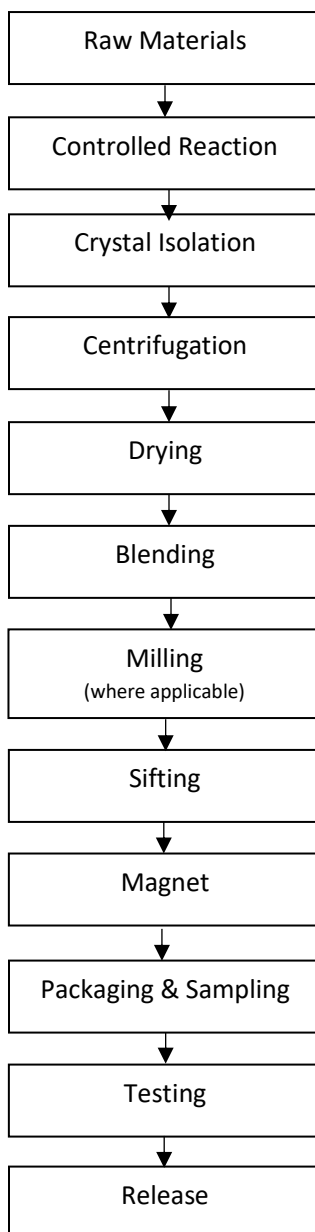 Raw Materials
Controlled Reaction
Crystal Isolation
Centrifugation
Drying
Blending
Milling
(where applicable)
Sifting
Magnet
Packaging & Sampling
Testing
Release